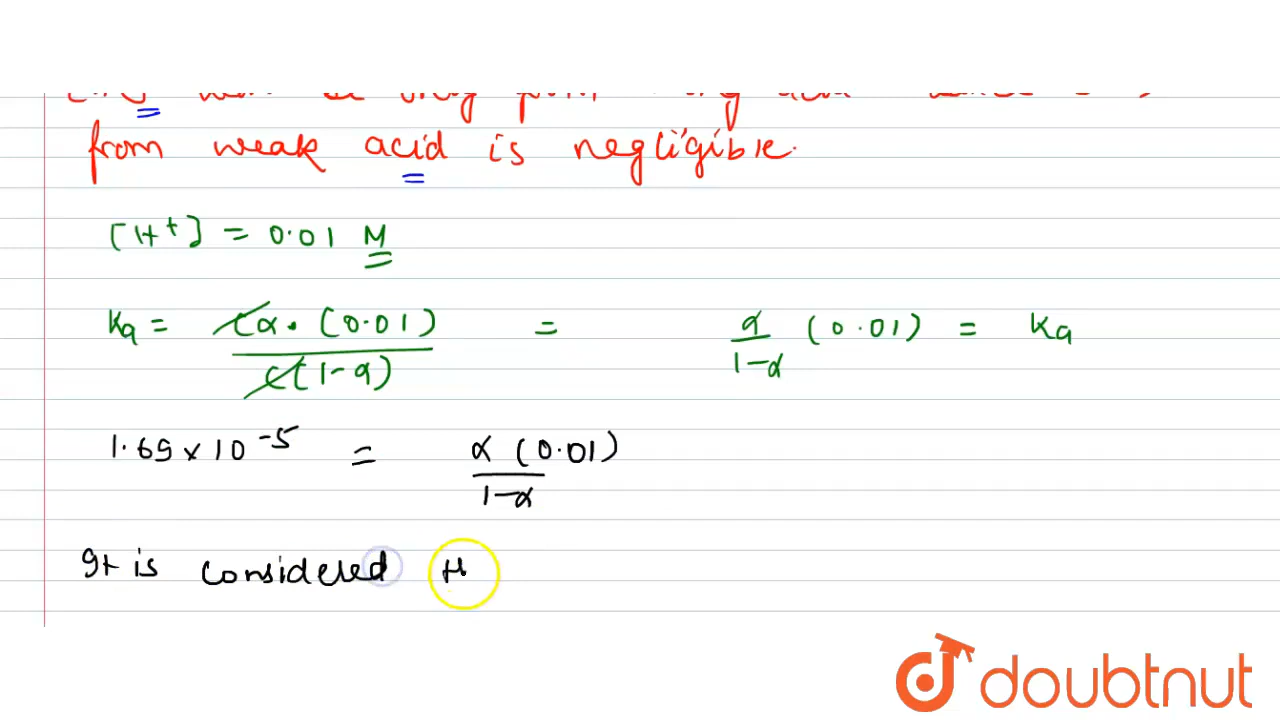 from weak acid is negligible.
[H+] = 0.01 M
Ka = Cα . (0.01) / C(1-α) = α/1-α (0.01) = Ka
1.69 x 10^-5 = α (0.01) / 1-α
It is considered
doubtnut